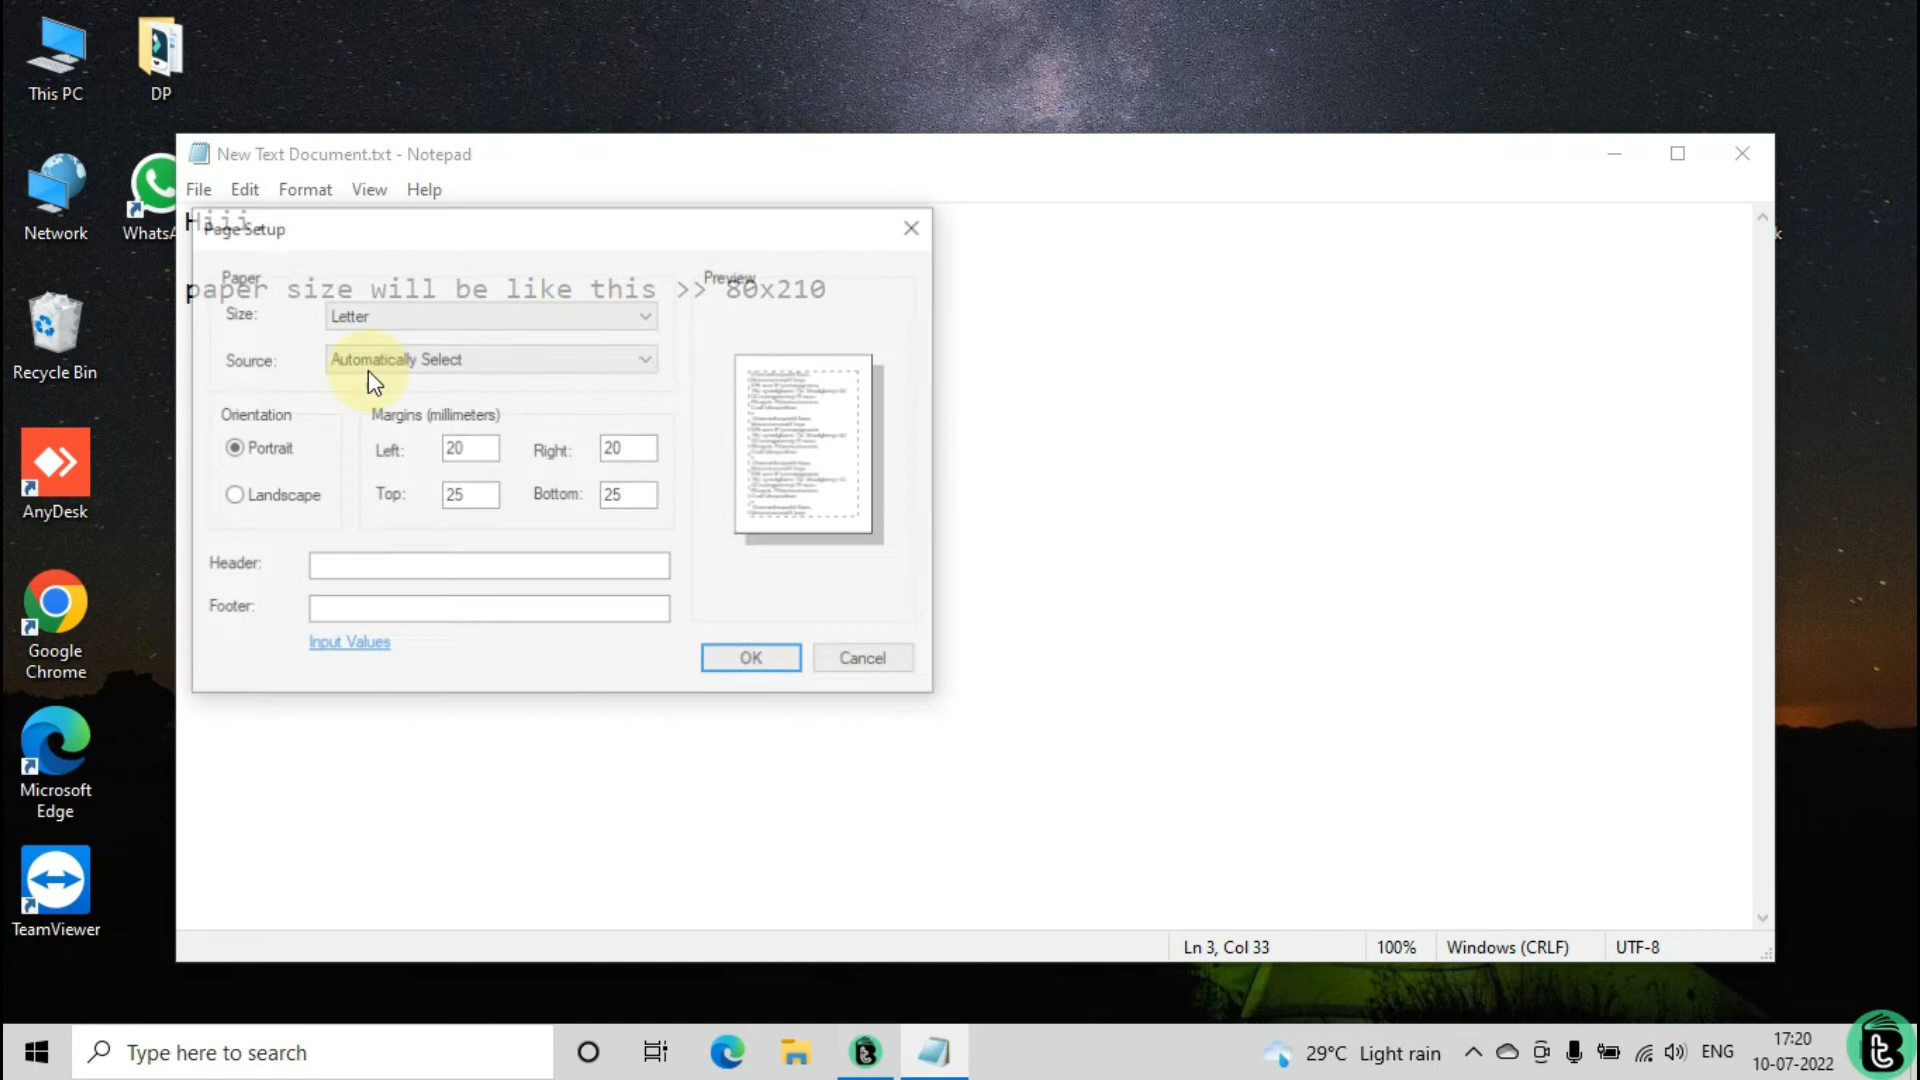 This PC
DP
Network
WhatsA
Recycle Bin
AnyDesk
Google
Chrome
Microsoft
Edge
TeamViewer
New Text Document.txt - Notepad
File Edit Format View Help
Hiii.
Page Setup
Paper
Preview
paper size will be like this >> 80x210
Size: Letter
Source: Automatically Select
Orientation
Margins (millimeters)
Portrait
Left: 20 Right: 20
Landscape
Top: 25 Bottom: 25
Header:
Footer:
Input Values
OK Cancel
k
Ln 3, Col 33 100% Windows (CRLF) UTF-8
Type here to search
29°C Light rain
ENG
17:20
10-07-2022